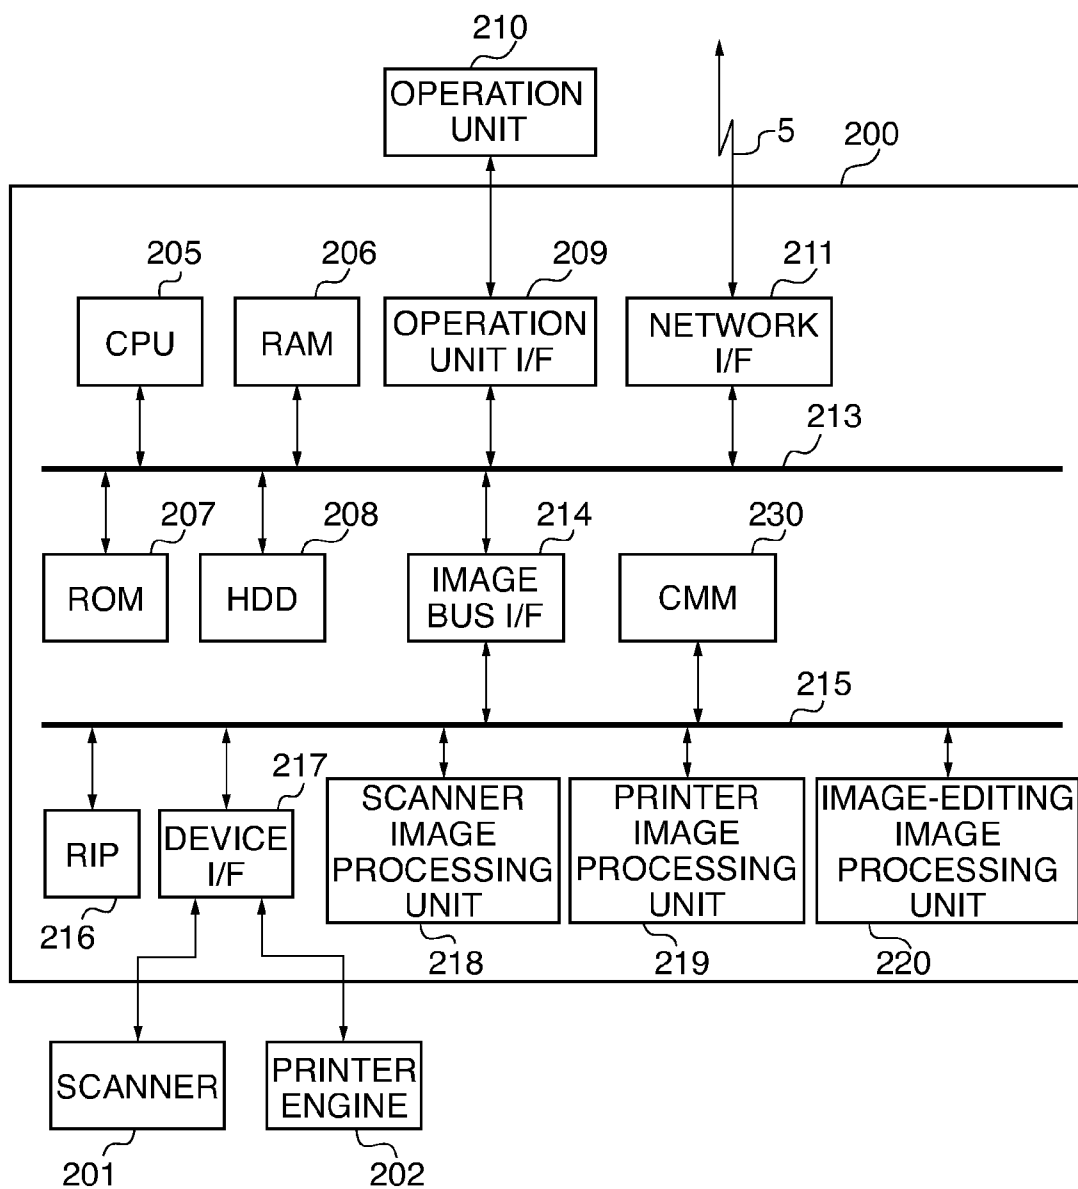 210
OPERATION
UNIT
5
200
205
206
209
211
CPU
RAM
OPERATION
UNIT I/F
NETWORK
I/F
213
207
208
214
230
ROM
HDD
IMAGE
BUS I/F
CMM
215
217
RIP
DEVICE
I/F
SCANNER
IMAGE
PROCESSING
UNIT
PRINTER
IMAGE
PROCESSING
UNIT
IMAGE-EDITING
IMAGE
PROCESSING
UNIT
216
218
219
220
SCANNER
PRINTER
ENGINE
201
202